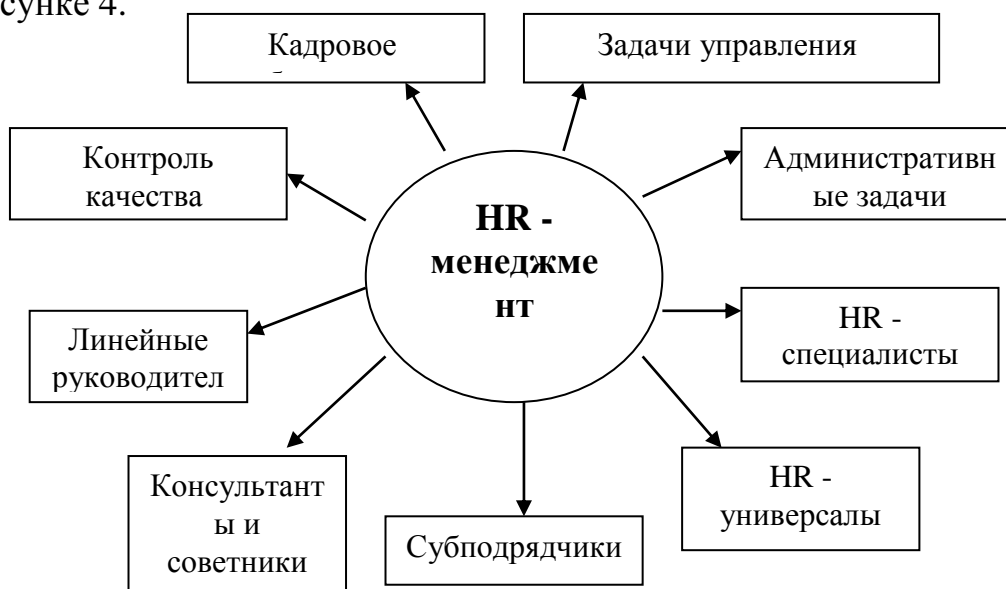 сунке 4.
Кадровое
Задачи управления
Контроль
качества
Административн
ые задачи
HR -
менеджме
нт
Линейные
руководител
HR -
специалисты
Консультант
ы и
советники
Субподрядчики
HR -
универсалы